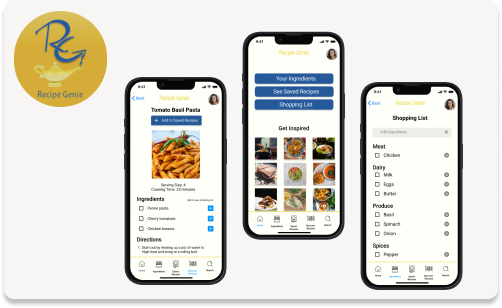 RG
Recipe Genie
9:41
Back
Recipe Genie
Tomato Basil Pasta
+ Add to Saved Recipes
Serving Size: 4
Cooking Time: 25 minutes
Ingredients
Add to your shopping list
Penne pasta
Cherry tomatoes
Chicken breasts
Directions
1. Start out by heating up a pot of water to
high heat and bring to a rolling boil.
Home
Ingredients
Saved
Recipes
Discover
Recipes
Search
9:41
Recipe Genie
Your Ingredients
See Saved Recipes
Shopping List
Get Inspired
Home
Ingredients
Saved
Recipes
Discover
Recipes
Search
9:41
Back
Recipe Genie
Shopping List
Add Ingredients
Meat
Chicken
Dairy
Milk
Eggs
Butter
Produce
Basil
Spinach
Onion
Spices
Pepper
Home
Ingredients
Saved
Recipes
Discover
Recipes
Search